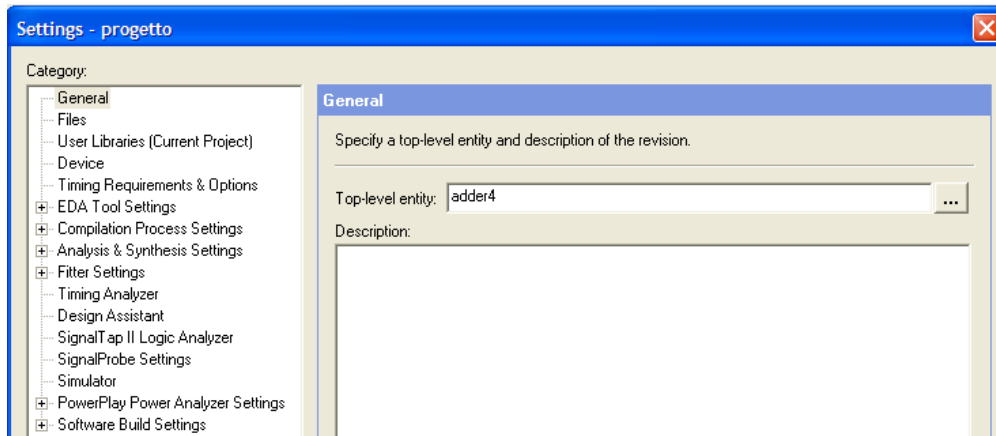 Settings - progetto
Category:
General
Files
User Libraries (Current Project)
Device
Timing Requirements & Options
EDA Tool Settings
Compilation Process Settings
Analysis & Synthesis Settings
Fitter Settings
Timing Analyzer
Design Assistant
SignalTap II Logic Analyzer
SignalProbe Settings
Simulator
PowerPlay Power Analyzer Settings
Software Build Settings
General
Specify a top-level entity and description of the revision.
Top-level entity: adder4 ...
Description: